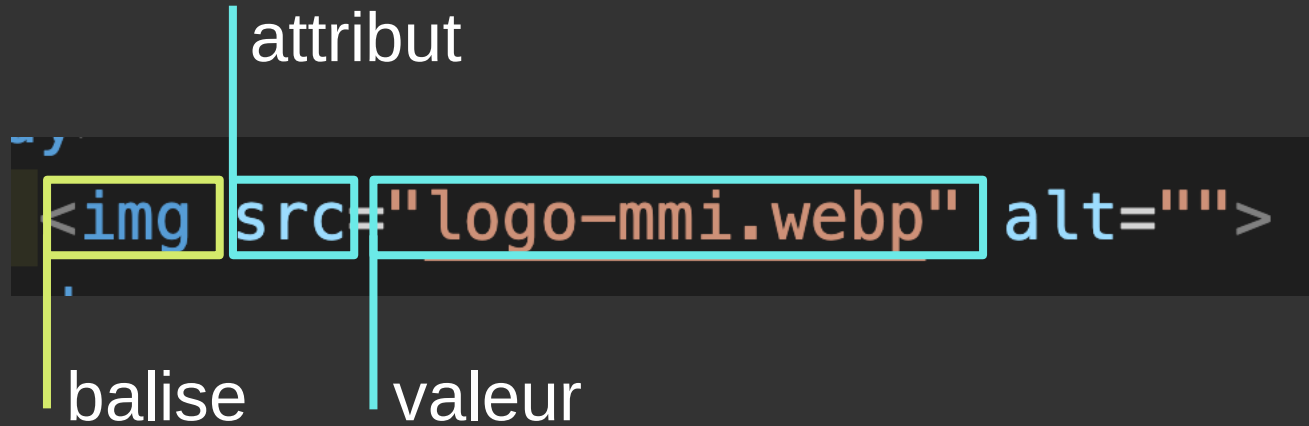 attribut
<img src="logo-mmi.webp" alt="">
balise
valeur